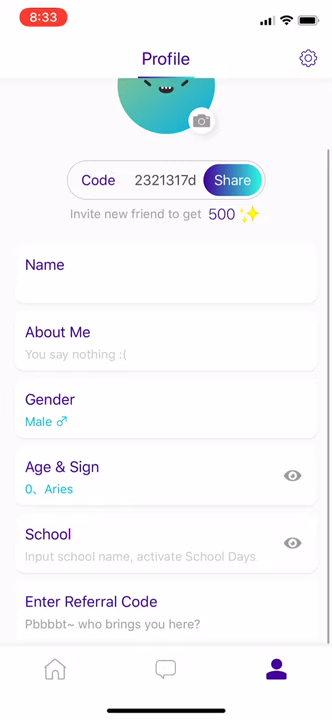 8:33
Profile
Code 2321317d Share
Invite new friend to get 500 ✨
Name
About Me
You say nothing :(
Gender
Male ♂
Age & Sign
0、Aries
School
Input school name, activate School Days
Enter Referral Code
Pbbbbt~ who brings you here?